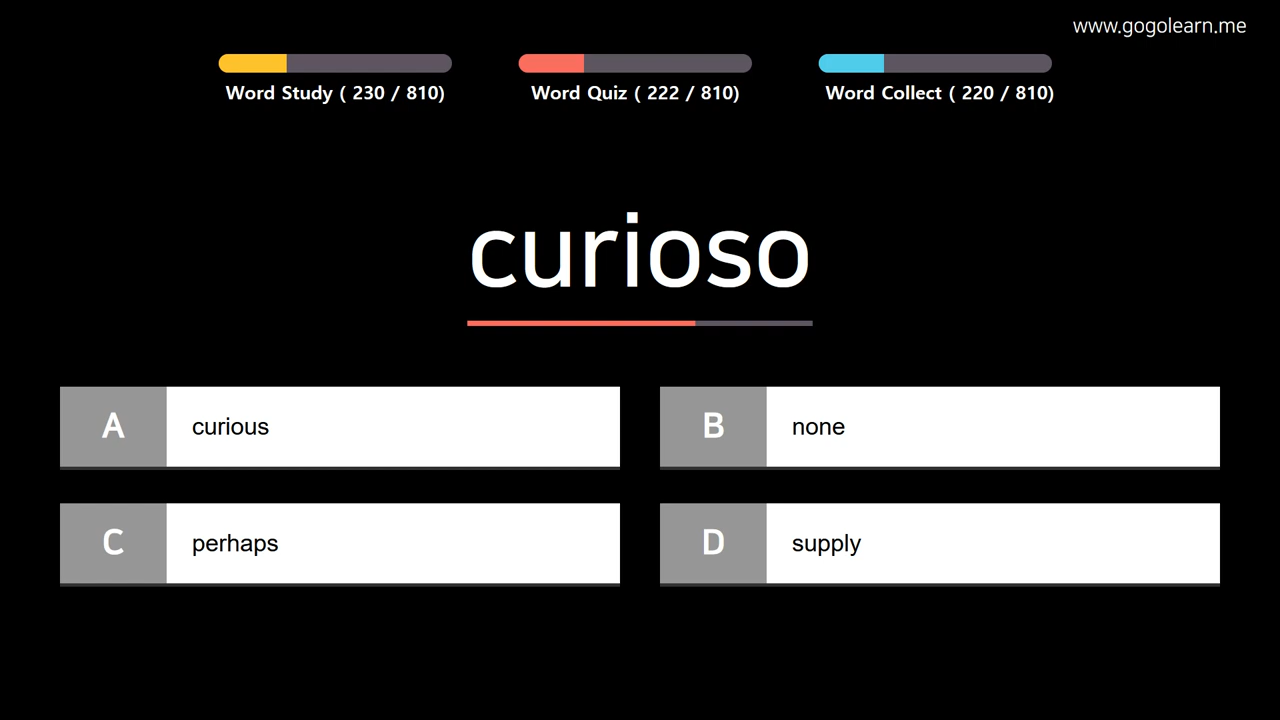 www.gogolearn.me
Word Study ( 230 / 810)
Word Quiz ( 222 / 810)
Word Collect ( 220 / 810)
curioso
A curious
B none
C perhaps
D supply